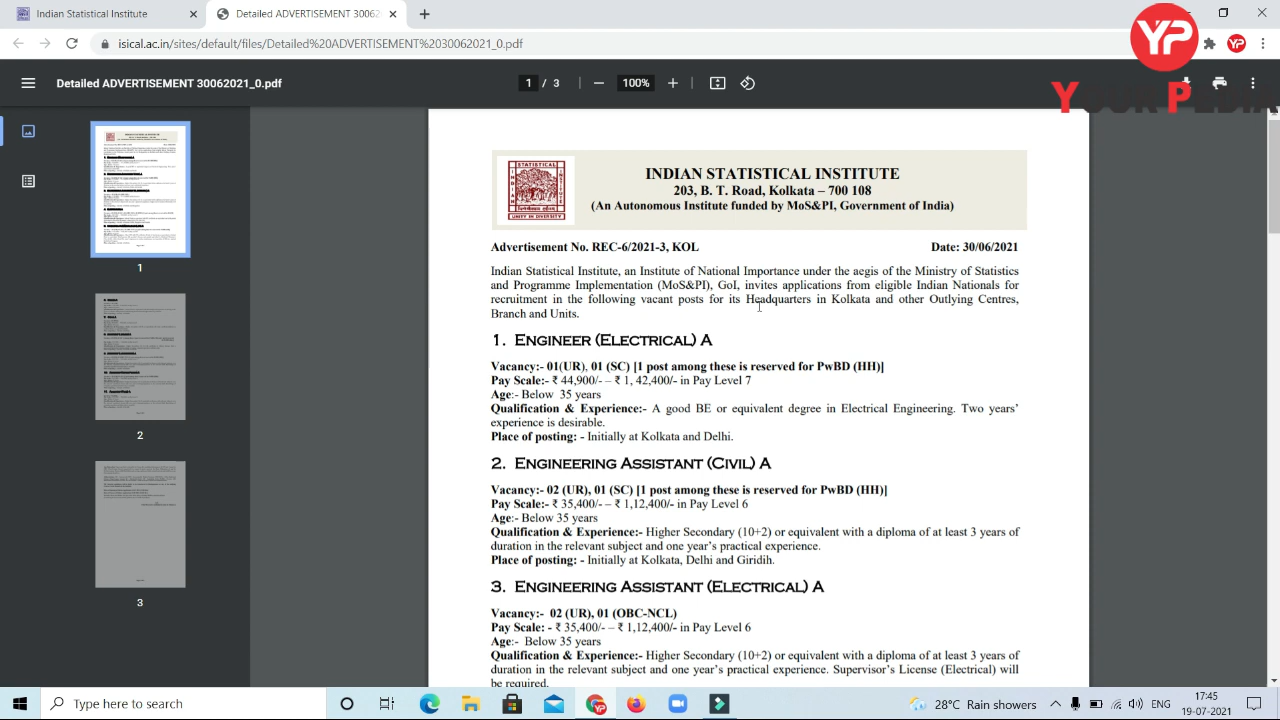 Indian Statistical Institute
Detailed ADVERTISEMENT 30062
YP
isical.ac.in/sites/default/files/Detailed%20ADVERTISEMENT%2030062021_0.pdf
YP
Detailed ADVERTISEMENT 30062021_0.pdf
1 / 3
100%
STATISTICAL
UNITY IN DIVERSITY
INDIAN STATISTICAL INSTITUTE
203, B. T. Road, Kolkata – 700 108
(An Autonomous Institute funded by MoS&PI, Government of India)
Advertisement No. REC-6/2021-3, KOL
Date: 30/06/2021
Indian Statistical Institute, an Institute of National Importance under the aegis of the Ministry of Statistics
and Progamme Implementation (MoS&PI), GoI, invites applications from eligible Indian Nationals for
recruitment in the following vacant posts for its Headquarters in Kolkata and other Outlying Centres,
Branch and Units.
1. ENGINEER (ELECTRICAL) A
Vacancy:- 01 (UR), 01 (SC) [1 post among these is reserved for PwBD (HH)]
Pay Scale:- ₹ 44,900/- – ₹ 1, 42,400/- in Pay Level 7
Age:- Below 35 years
Qualification & Experience:- A good BE or equivalent degree in Electrical Engineering. Two years’
experience is desirable.
Place of posting: - Initially at Kolkata and Delhi.
2. ENGINEERING ASSISTANT (CIVIL) A
Vacancy:- 02 (UR), 01 (SC) [1 post among these is reserved for PwBD (HH)]
Pay Scale:- ₹ 35,400/- – ₹ 1,12,400/- in Pay Level 6
Age:- Below 35 years
Qualification & Experience:- Higher Secondary (10+2) or equivalent with a diploma of at least 3 years of
duration in the relevant subject and one year’s practical experience.
Place of posting: - Initially at Kolkata, Delhi and Giridih.
3. ENGINEERING ASSISTANT (ELECTRICAL) A
Vacancy:- 02 (UR), 01 (OBC-NCL)
Pay Scale: - ₹ 35,400/- – ₹ 1,12,400/- in Pay Level 6
Age:- Below 35 years
Qualification & Experience:- Higher Secondary (10+2) or equivalent with a diploma of at least 3 years of
duration in the relevant subject and one year’s practical experience. Supervisor’s License (Electrical) will
be required.
1
2
3
Type here to search
28°C Rain showers
ENG
17:45
19-07-2021